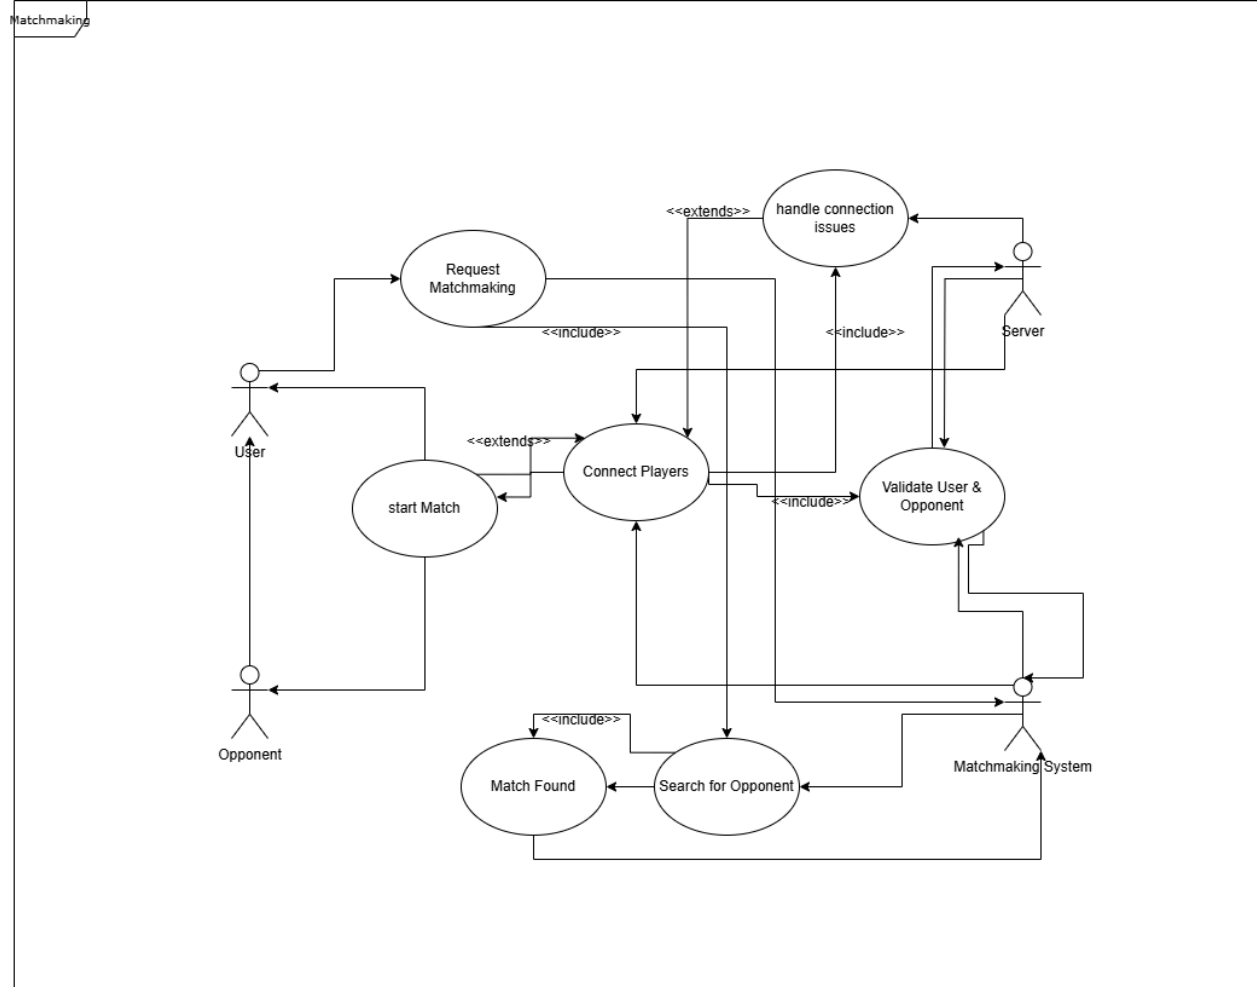 Matchmaking
handle connection
issues
<<extends>>
Request
Matchmaking
<<include>>
<<include>>
Server
User
<<extends>>
Connect Players
Validate User &
Opponent
<<include>>
start Match
Opponent
Matchmaking System
<<include>>
Match Found
Search for Opponent